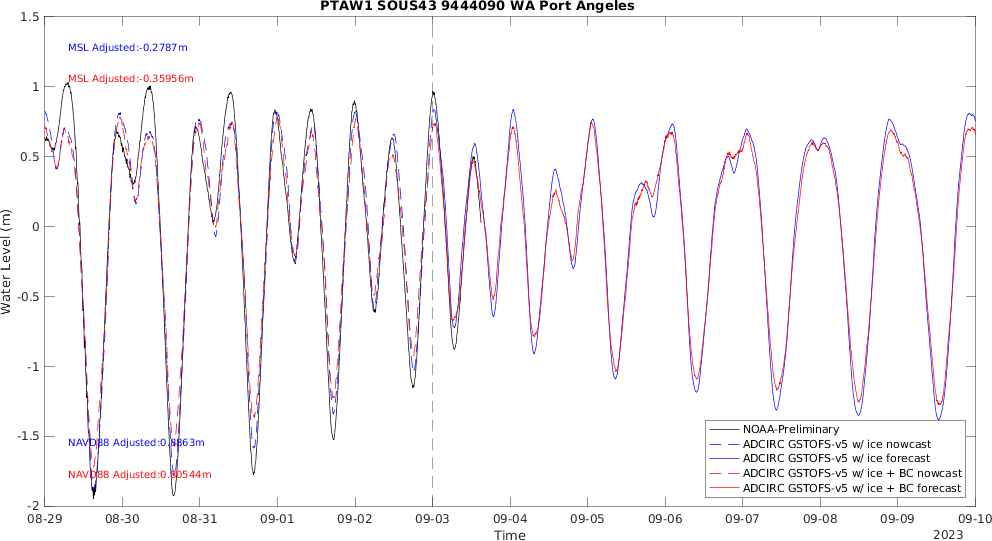 PTAW1 SOUS43 9444090 WA Port Angeles
1.5
MSL Adjusted:-0.2787m
MSL Adjusted:-0.35956m
1
0.5
0
-0.5
-1
-1.5
-2
Water Level (m)
NAVD88 Adjusted:0.8863m
NAVD88 Adjusted:0.80544m
NOAA-Preliminary
ADCIRC GSTOFS-v5 w/ ice nowcast
ADCIRC GSTOFS-v5 w/ ice forecast
ADCIRC GSTOFS-v5 w/ ice + BC nowcast
ADCIRC GSTOFS-v5 w/ ice + BC forecast
08-29 08-30 08-31 09-01 09-02 09-03 09-04 09-05 09-06 09-07 09-08 09-09 09-10
Time
2023